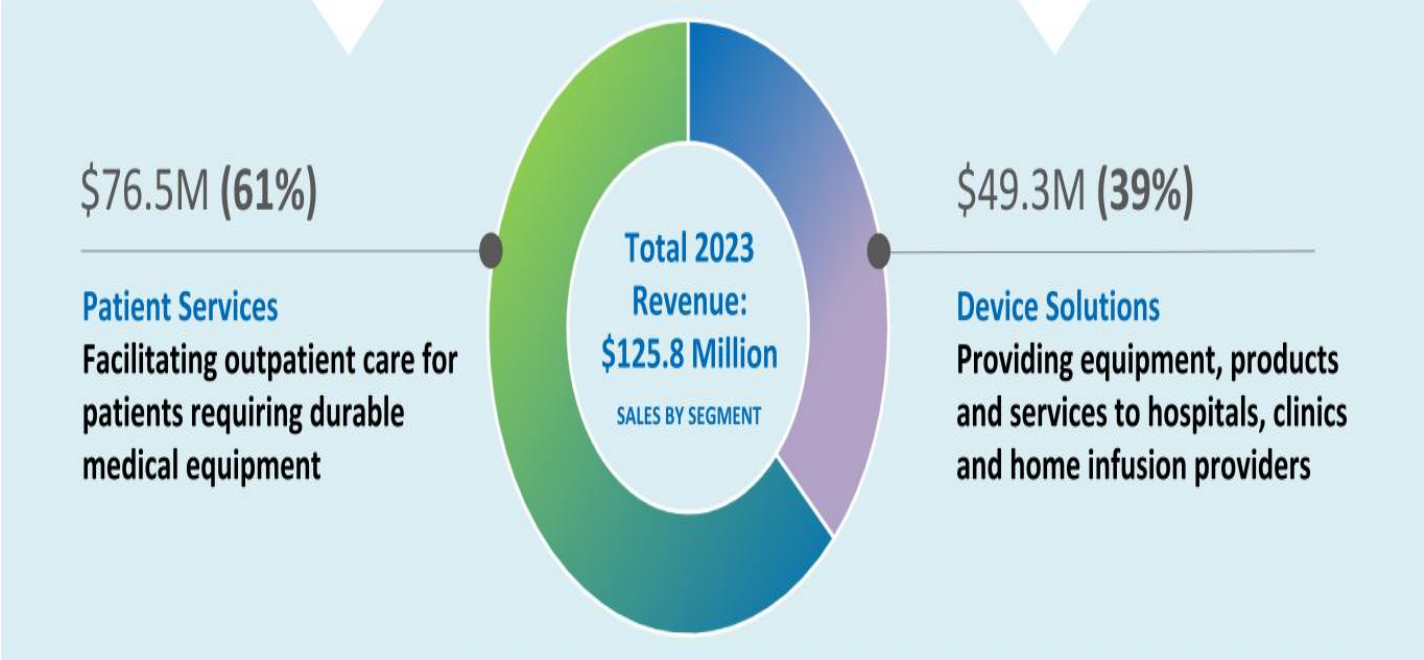 $76.5M (61%)
Patient Services
Facilitating outpatient care for
patients requiring durable
medical equipment
Total 2023
Revenue:
$125.8 Million
SALES BY SEGMENT
$49.3M (39%)
Device Solutions
Providing equipment, products
and services to hospitals, clinics
and home infusion providers